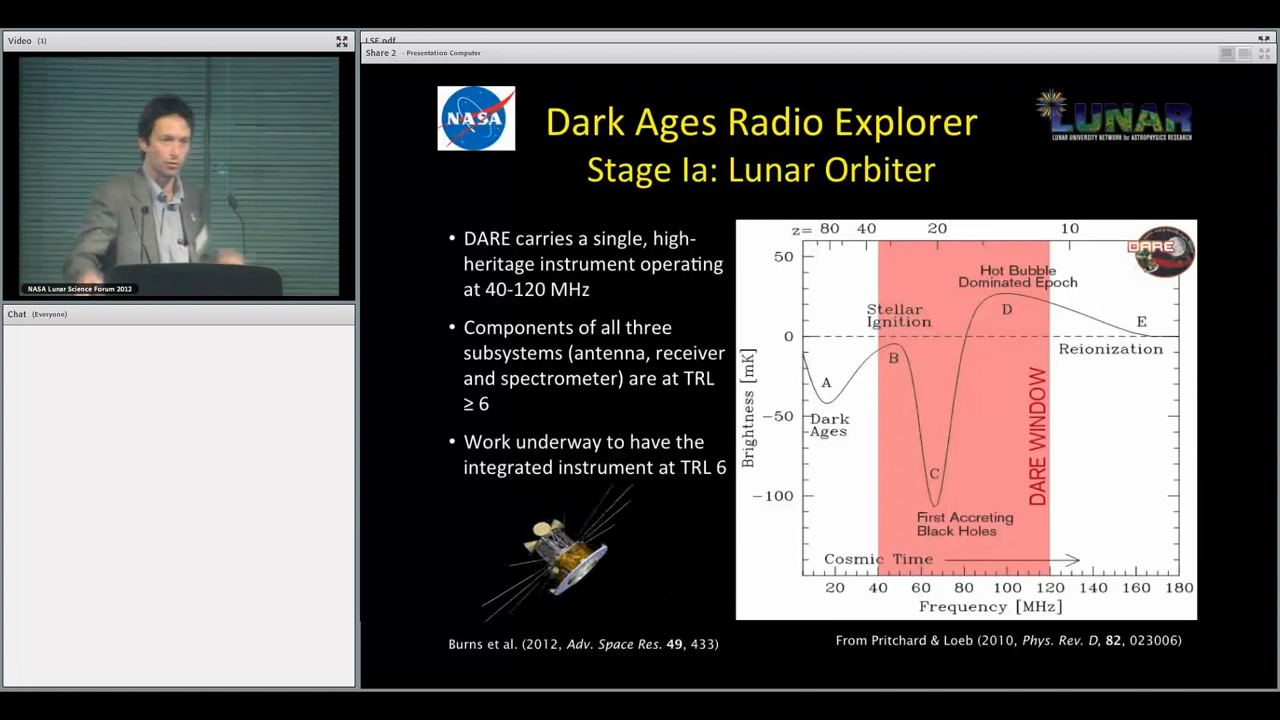 Video (1)
NASA Lunar Science Forum 2012
Chat (Everyone)
LSF.pdf
Share 2 - Presentation Computer
NASA
Dark Ages Radio Explorer
Stage Ia: Lunar Orbiter
LUNAR
LUNAR UNIVERSITY NETWORK for ASTROPHYSICS RESEARCH
• DARE carries a single, high-
heritage instrument operating
at 40-120 MHz
• Components of all three
subsystems (antenna, receiver
and spectrometer) are at TRL
≥ 6
• Work underway to have the
integrated instrument at TRL 6
Burns et al. (2012, Adv. Space Res. 49, 433)
z= 80 40 20 10
DARE
50
0
−50
−100
Brightness [mK]
Hot Bubble
Dominated Epoch
D
Stellar
Ignition
B
E
Reionization
A
Dark
Ages
C
First Accreting
Black Holes
DARE WINDOW
Cosmic Time
20 40 60 80 100 120 140 160 180
Frequency [MHz]
From Pritchard & Loeb (2010, Phys. Rev. D, 82, 023006)